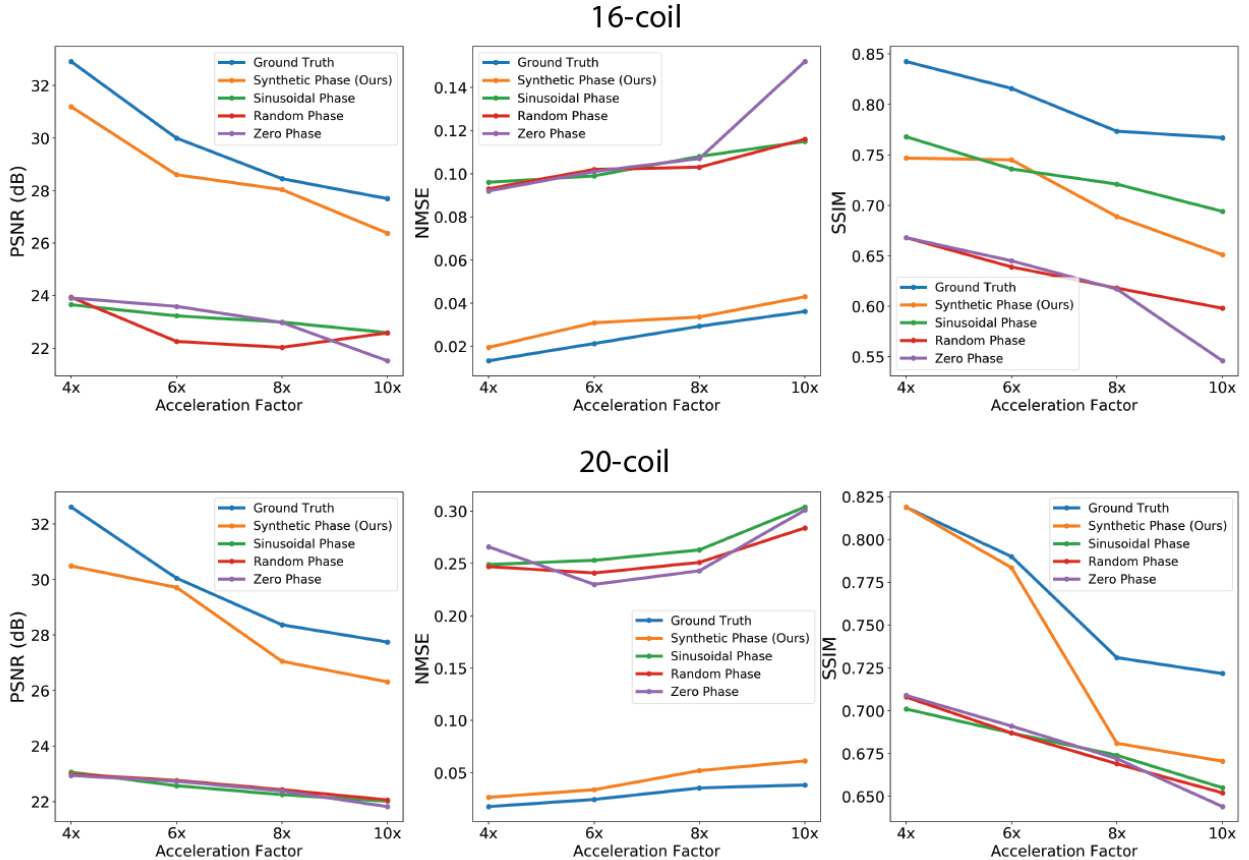 16-coil
32
30
28
26
24
22
PSNR (dB)
Ground Truth
Synthetic Phase (Ours)
Sinusoidal Phase
Random Phase
Zero Phase
4x 6x 8x 10x
Acceleration Factor
0.14
0.12
0.10
0.08
0.06
0.04
0.02
NMSE
Ground Truth
Synthetic Phase (Ours)
Sinusoidal Phase
Random Phase
Zero Phase
4x 6x 8x 10x
Acceleration Factor
0.85
0.80
0.75
0.70
0.65
0.60
0.55
SSIM
Ground Truth
Synthetic Phase (Ours)
Sinusoidal Phase
Random Phase
Zero Phase
4x 6x 8x 10x
Acceleration Factor
20-coil
32
30
28
26
24
22
PSNR (dB)
Ground Truth
Synthetic Phase (Ours)
Sinusoidal Phase
Random Phase
Zero Phase
4x 6x 8x 10x
Acceleration Factor
0.30
0.25
0.20
0.15
0.10
0.05
NMSE
Ground Truth
Synthetic Phase (Ours)
Sinusoidal Phase
Random Phase
Zero Phase
4x 6x 8x 10x
Acceleration Factor
0.825
0.800
0.775
0.750
0.725
0.700
0.675
0.650
SSIM
Ground Truth
Synthetic Phase (Ours)
Sinusoidal Phase
Random Phase
Zero Phase
4x 6x 8x 10x
Acceleration Factor